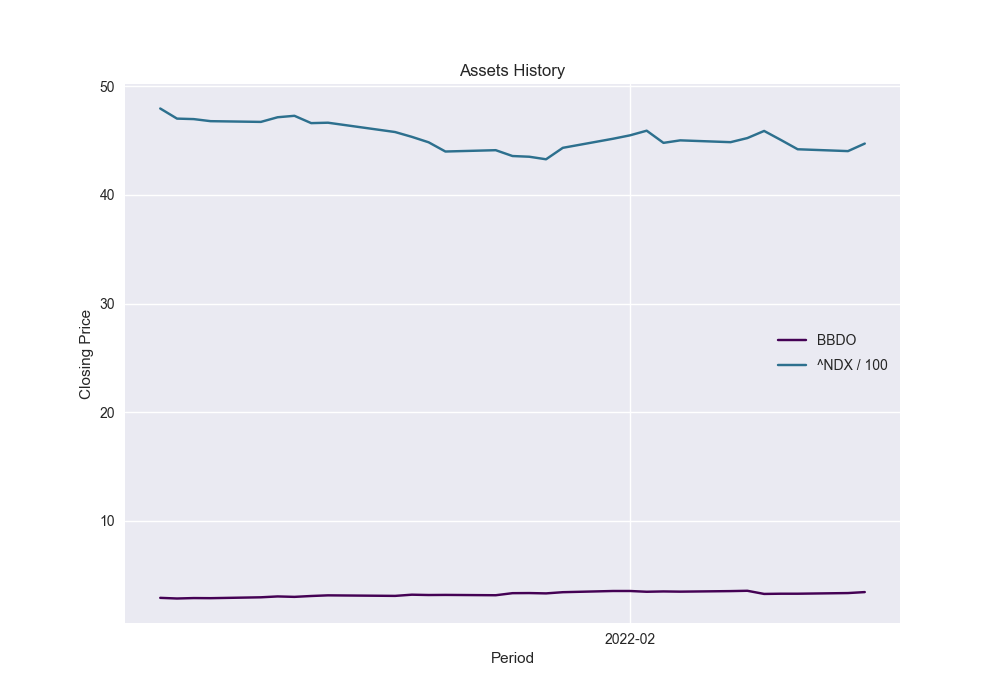 Assets History
50
40
30
20
10
Closing Price
BBDO
^NDX / 100
2022-02
Period